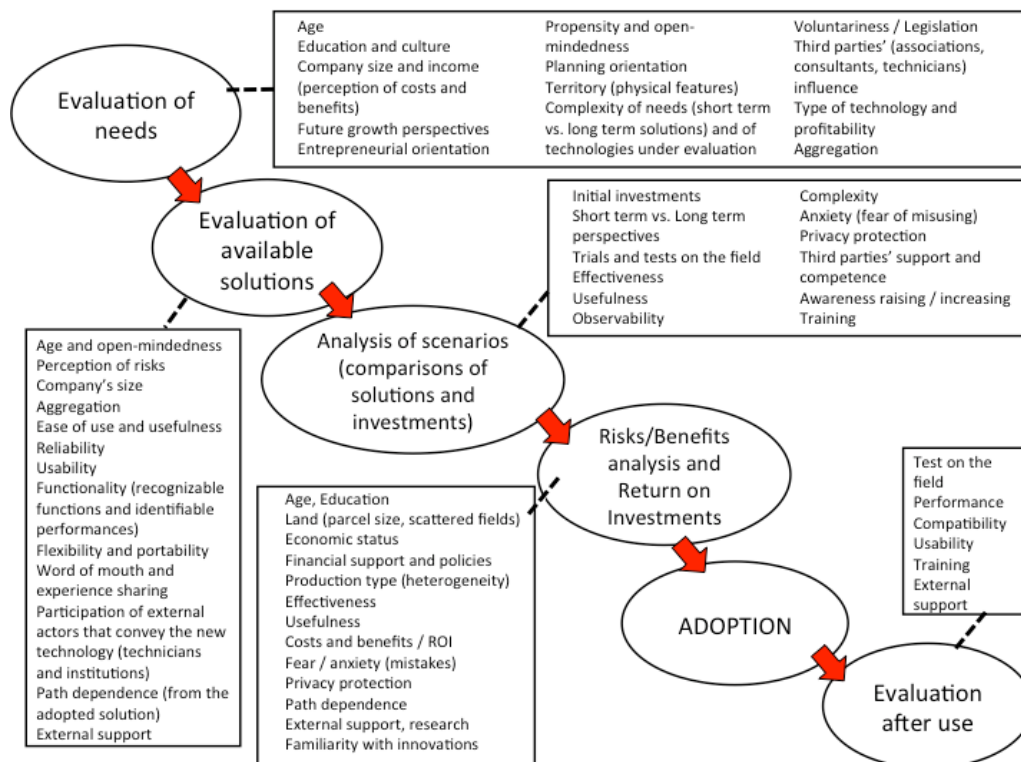 Evaluation of
needs
Age
Education and culture
Company size and income
(perception of costs and
benefits)
Future growth perspectives
Entrepreneurial orientation
Propensity and open-
mindedness
Planning orientation
Territory (physical features)
Complexity of needs (short term
vs. long term solutions) and of
technologies under evaluation
Voluntariness / Legislation
Third parties’ (associations,
consultants, technicians)
influence
Type of technology and
profitability
Aggregation
Evaluation of
available
solutions
Age and open-mindedness
Perception of risks
Company’s size
Aggregation
Ease of use and usefulness
Reliability
Usability
Functionality (recognizable
functions and identifiable
performances)
Flexibility and portability
Word of mouth and
experience sharing
Participation of external
actors that convey the new
technology (technicians
and institutions)
Path dependence (from the
adopted solution)
External support
Analysis of scenarios
(comparisons of
solutions and
investments)
Initial investments
Short term vs. Long term
perspectives
Trials and tests on the field
Effectiveness
Usefulness
Observability
Complexity
Anxiety (fear of misusing)
Privacy protection
Third parties’ support and
competence
Awareness raising / increasing
Training
Risks/Benefits
analysis and
Return on
Investments
Age, Education
Land (parcel size, scattered fields)
Economic status
Financial support and policies
Production type (heterogeneity)
Effectiveness
Usefulness
Costs and benefits / ROI
Fear / anxiety (mistakes)
Privacy protection
Path dependence
External support, research
Familiarity with innovations
ADOPTION
Evaluation
after use
Test on the
field
Performance
Compatibility
Usability
Training
External
support